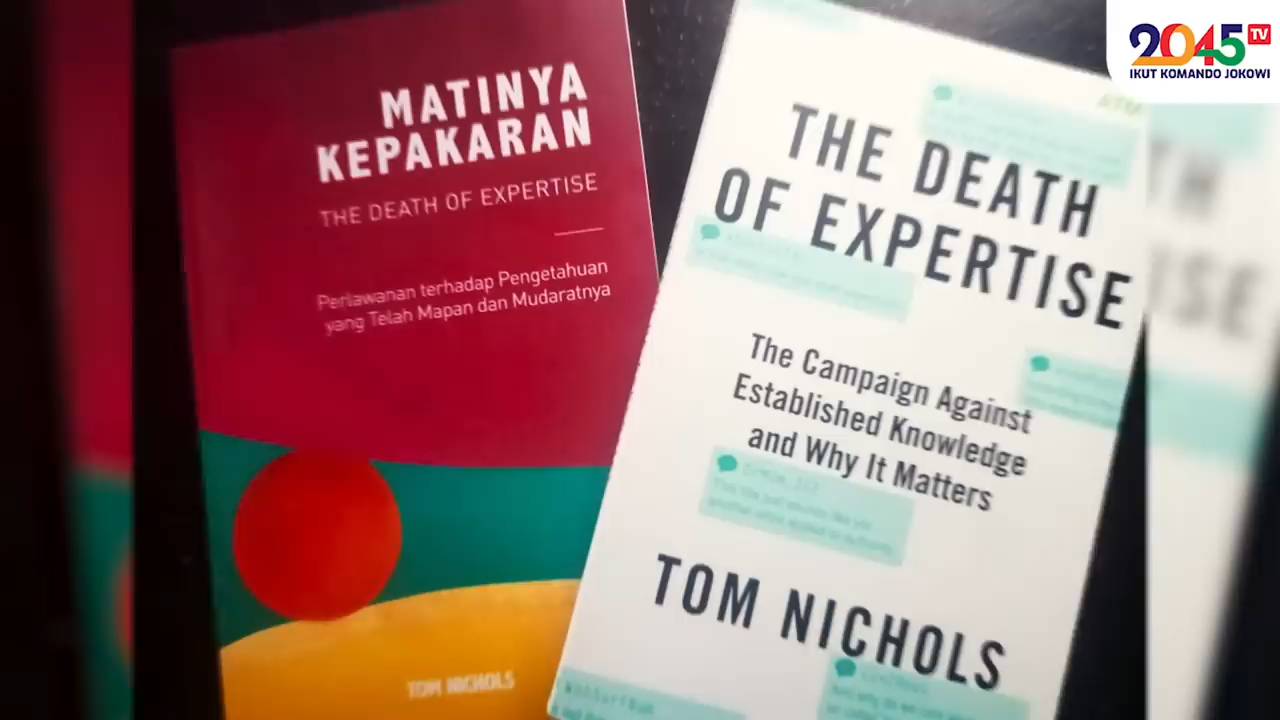 MATINYA
KEPAKARAN
THE DEATH OF EXPERTISE
Perlawanan terhadap Pengetahuan
yang Telah Mapan dan Mudaratnya
TOM NICHOLS
THE DEATH
OF EXPERTISE
The Campaign Against
Established Knowledge
and Why It Matters
TOM NICHOLS
2045 TV
IKUT KOMANDO JOKOWI